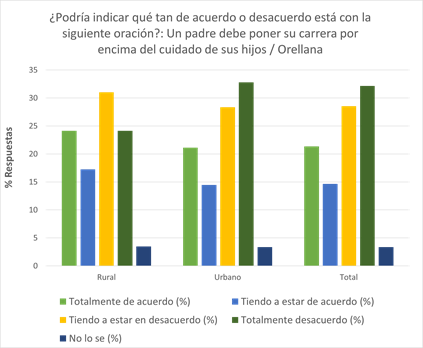 ¿Podría indicar qué tan de acuerdo o desacuerdo está con la
siguiente oración?: Un padre debe poner su carrera por
encima del cuidado de sus hijos / Orellana
35
30
25
20
15
10
5
0
% Respuestas
Rural
Urbano
Total
Totalmente de acuerdo (%)
Tiendo a estar de acuerdo (%)
Tiendo a estar en desacuerdo (%)
Totalmente desacuerdo (%)
No lo se (%)